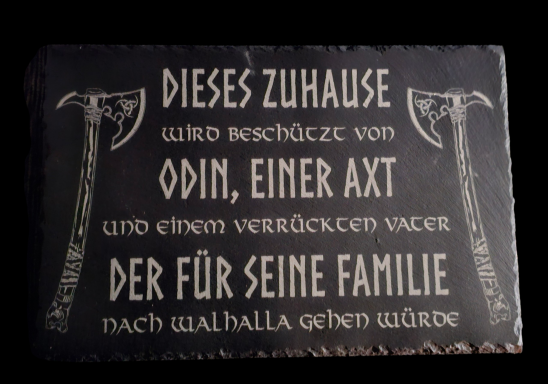 DIESES ZUHAUSE
WIRD BESCHÜTZT VON
ODIN, EINER AXT
UND EINEM VERRÜCKTEN VATER
DER FÜR SEINE FAMILIE
NACH WALHALLA GEHEN WÜRDE